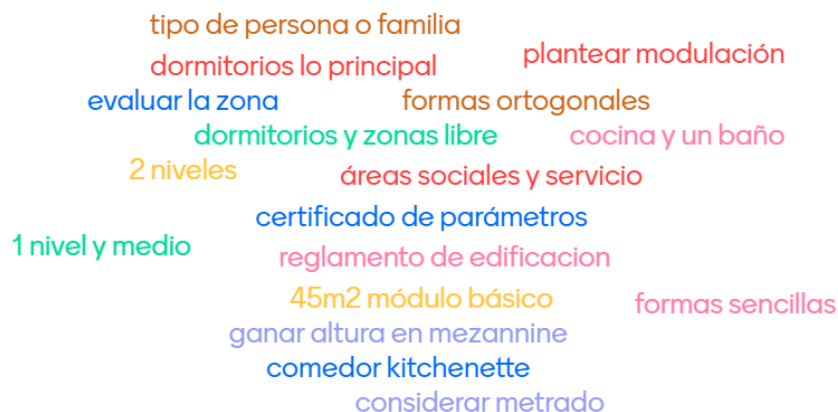 tipo de persona o familia
plantear modulación
dormitorios lo principal
evaluar la zona
formas ortogonales
dormitorios y zonas libre
cocina y un baño
2 niveles
áreas sociales y servicio
certificado de parámetros
1 nivel y medio
reglamento de edificacion
45m2 módulo básico
formas sencillas
ganar altura en mezannine
comedor kitchenette
considerar metrado